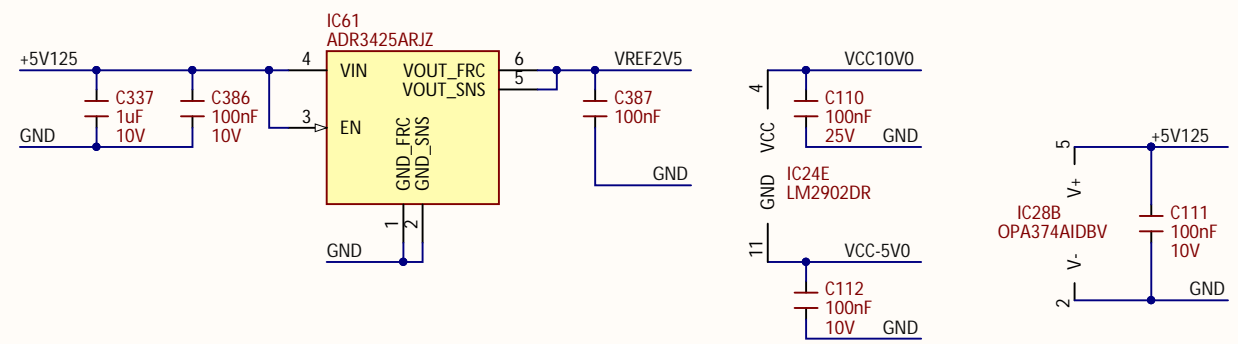 IC61
ADR3425ARJZ
+5V125
4
VIN
VOUT_FRC
6
VREF2V5
VOUT_SNS
5
C337
1uF
10V
C386
100nF
10V
3
EN
GND
GND_FRC
GND_SNS
1
2
GND
C387
100nF
GND
VCC10V0
4
VCC
C110
100nF
25V
GND
IC24E
LM2902DR
GND
11
VCC-5V0
C112
100nF
10V
GND
5
+5V125
V+
IC28B
OPA374AIDBV
C111
100nF
10V
V-
2
GND